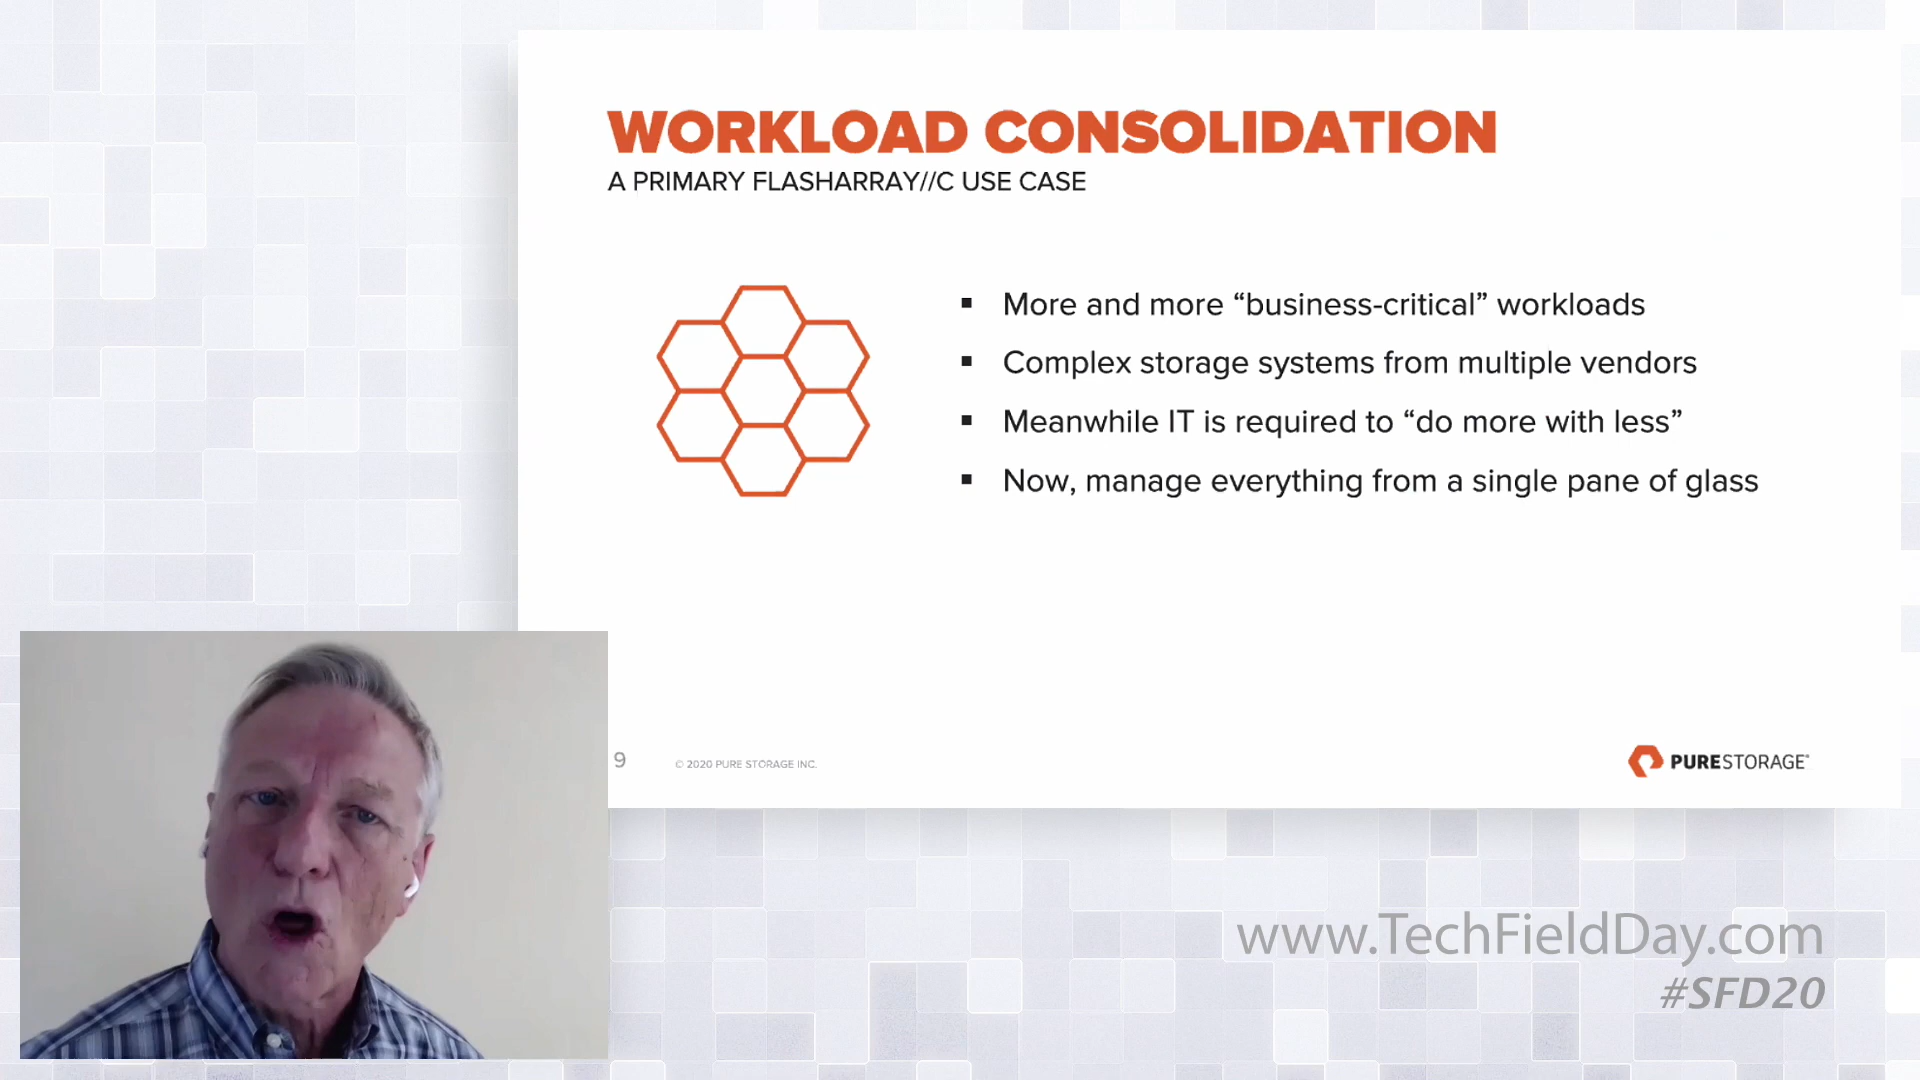 WORKLOAD CONSOLIDATION
A PRIMARY FLASHARRAY//C USE CASE
▪ More and more “business-critical” workloads
▪ Complex storage systems from multiple vendors
▪ Meanwhile IT is required to “do more with less”
▪ Now, manage everything from a single pane of glass
9
© 2020 PURE STORAGE INC.
PURESTORAGE®
www.TechFieldDay.com
#SFD20